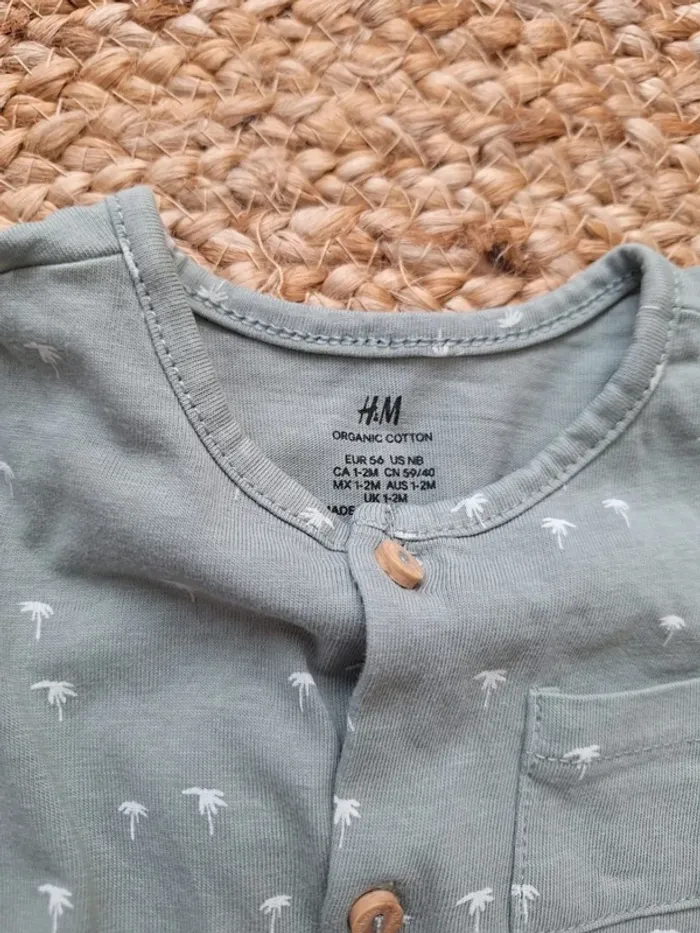 H&M
ORGANIC COTTON
EUR 56 US NB
CA 1-2M CN 59/40
MX 1-2M AUS 1-2M
UK 1-2M